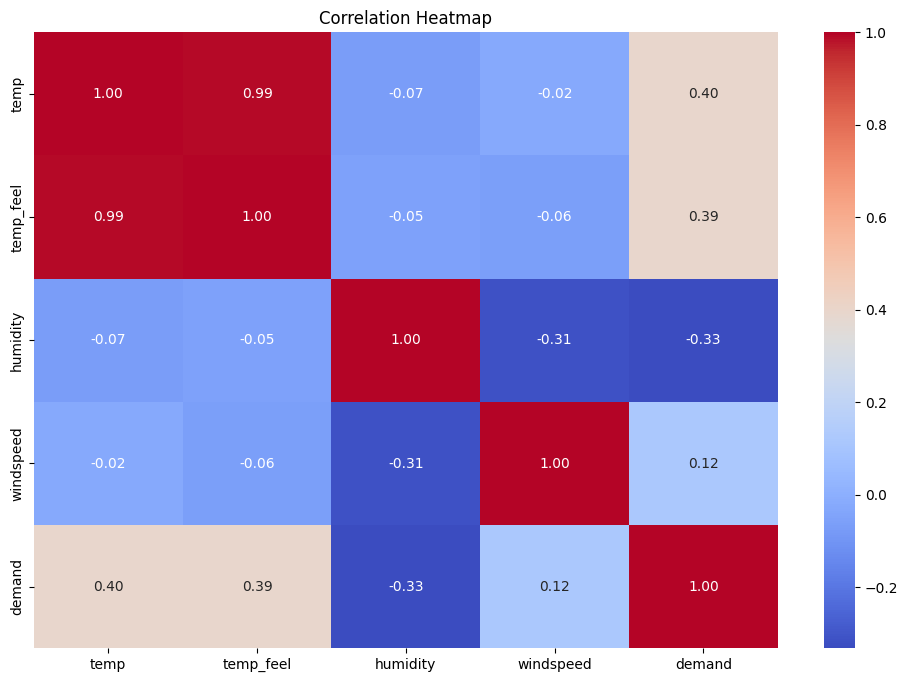 Correlation Heatmap
temp 1.00 0.99 -0.07 -0.02 0.40
temp_feel 0.99 1.00 -0.05 -0.06 0.39
humidity -0.07 -0.05 1.00 -0.31 -0.33
windspeed -0.02 -0.06 -0.31 1.00 0.12
demand 0.40 0.39 -0.33 0.12 1.00
temp temp_feel humidity windspeed demand
1.0
0.8
0.6
0.4
0.2
0.0
−0.2